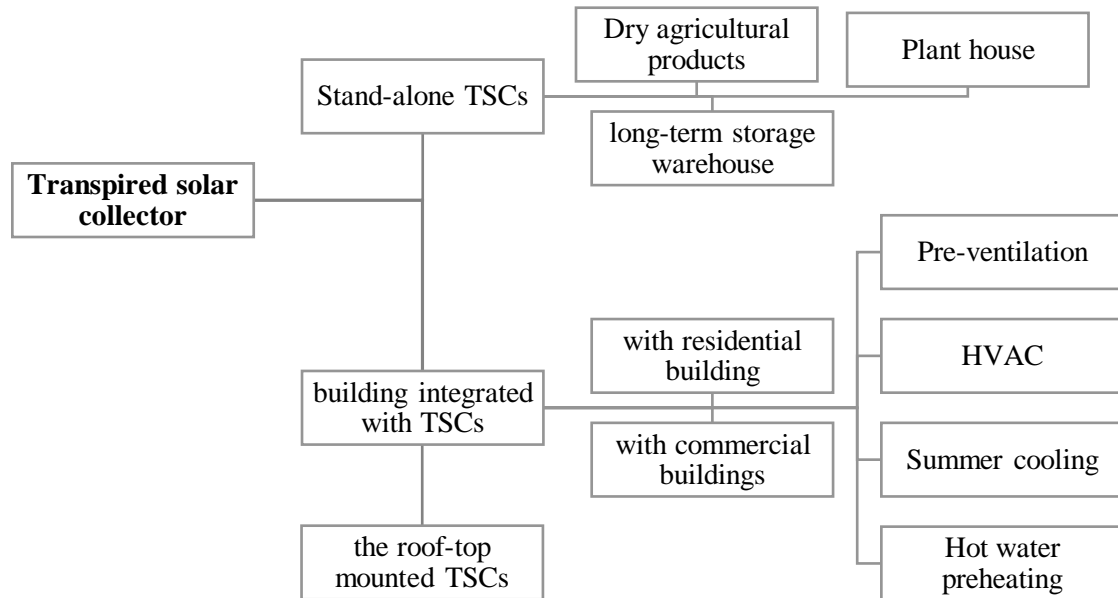 Dry agricultural
products
Plant house
Stand-alone TSCs
long-term storage
warehouse
Transpired solar
collector
Pre-ventilation
with residential
building
HVAC
building integrated
with TSCs
with commercial
buildings
Summer cooling
the roof-top
mounted TSCs
Hot water
preheating